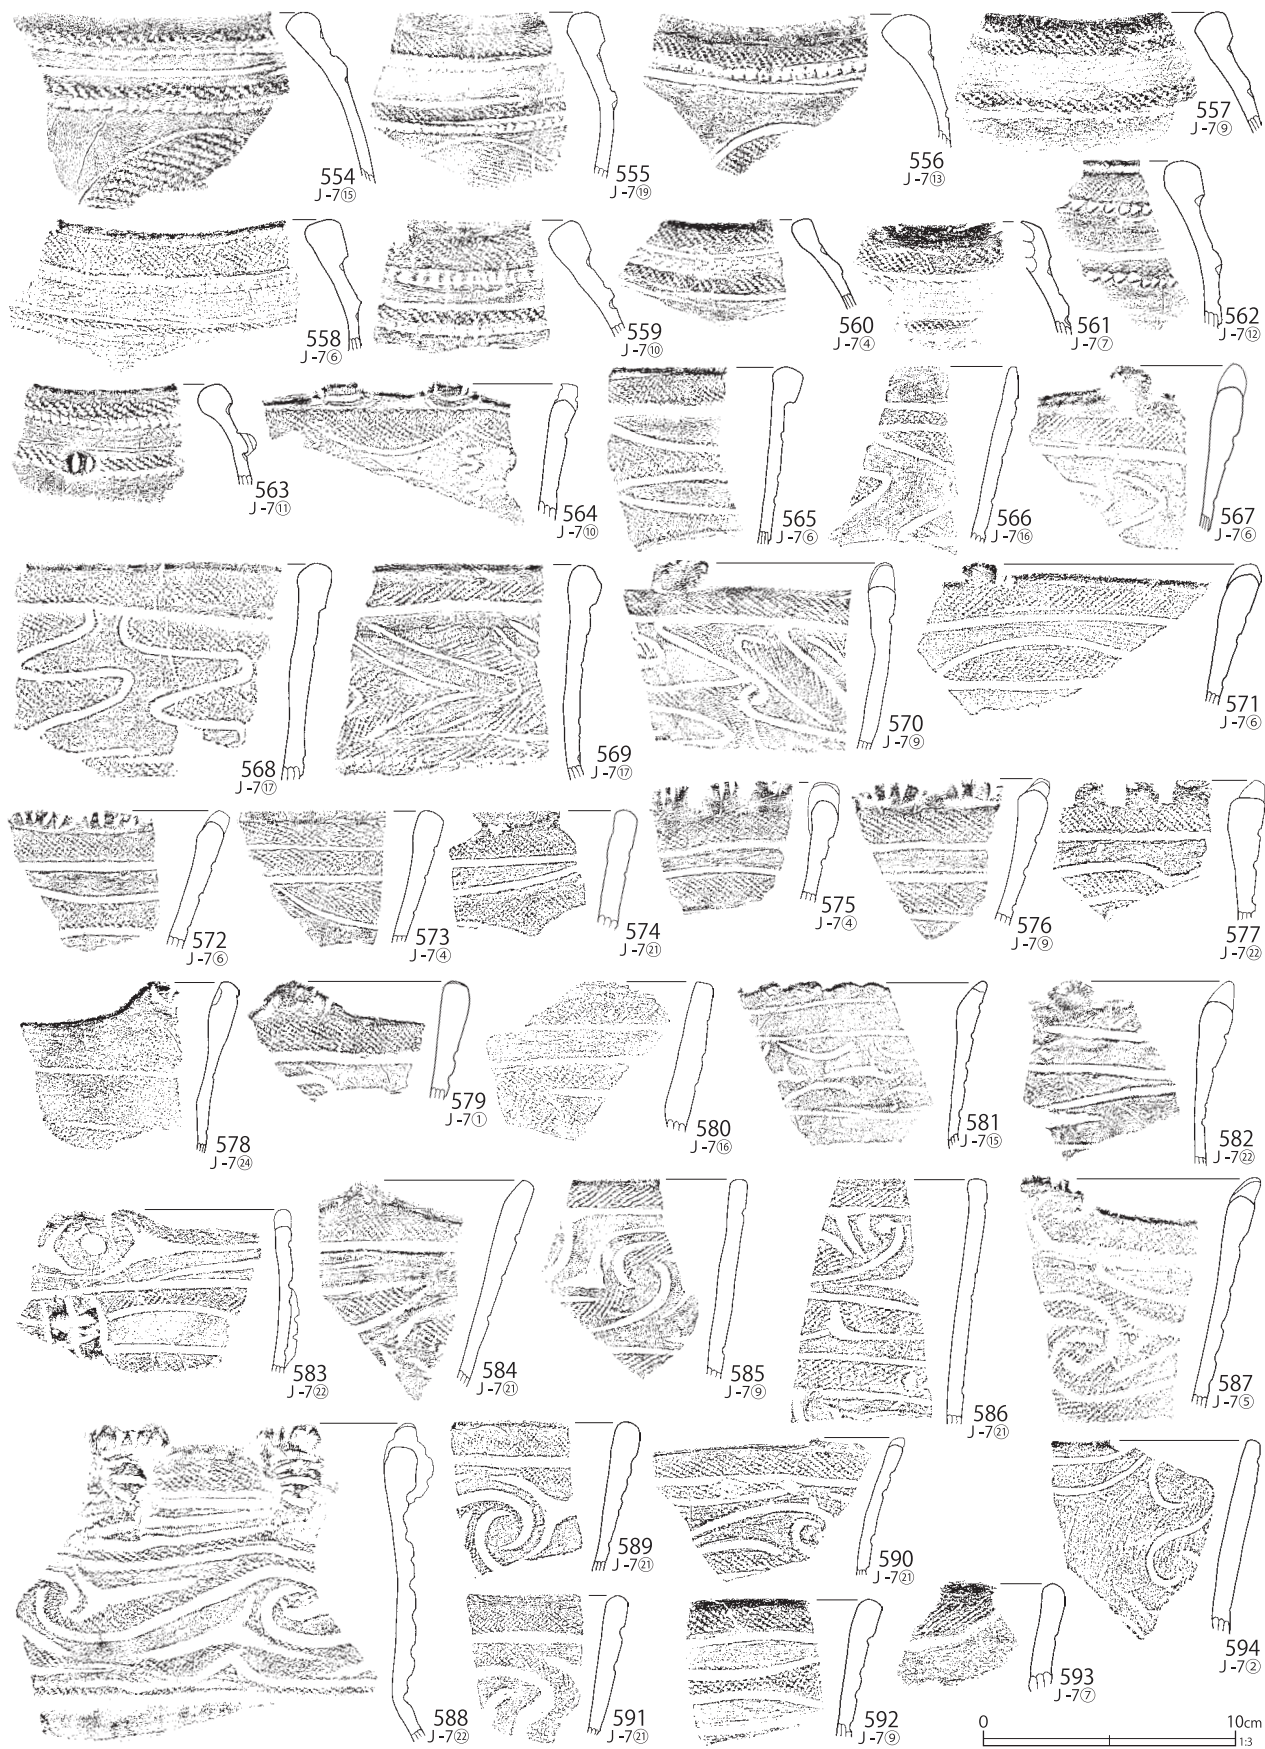 554
J-7⑮
555
J-7⑲
556
J-7⑬
557
J-7⑨
558
J-7⑥
559
J-7⑩
560
J-7④
561
J-7⑦
562
J-7⑫
563
J-7⑪
564
J-7⑩
565
J-7⑥
566
J-7⑯
567
J-7⑥
568
J-7⑰
569
J-7⑰
570
J-7⑨
571
J-7⑥
572
J-7⑥
573
J-7④
574
J-7㉑
575
J-7④
576
J-7⑨
577
J-7㉒
578
J-7㉔
579
J-7①
580
J-7⑯
581
J-7⑮
582
J-7㉒
583
J-7㉒
584
J-7㉑
585
J-7⑨
586
J-7㉑
587
J-7⑤
588
J-7㉒
589
J-7㉑
590
J-7㉑
591
J-7㉑
592
J-7⑨
593
J-7⑦
594
J-7②
0 10cm
1:3